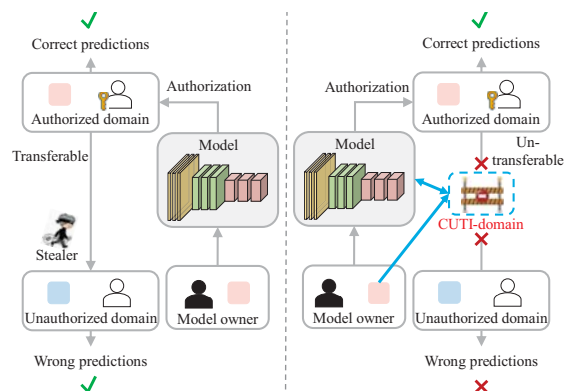 Correct predictions
Authorization
Authorized domain
Transferable
Model
Stealer
Unauthorized domain
Model owner
Wrong predictions
Correct predictions
Authorization
Authorized domain
Model
Un-
transferable
CUTI-domain
Model owner
Unauthorized domain
Wrong predictions